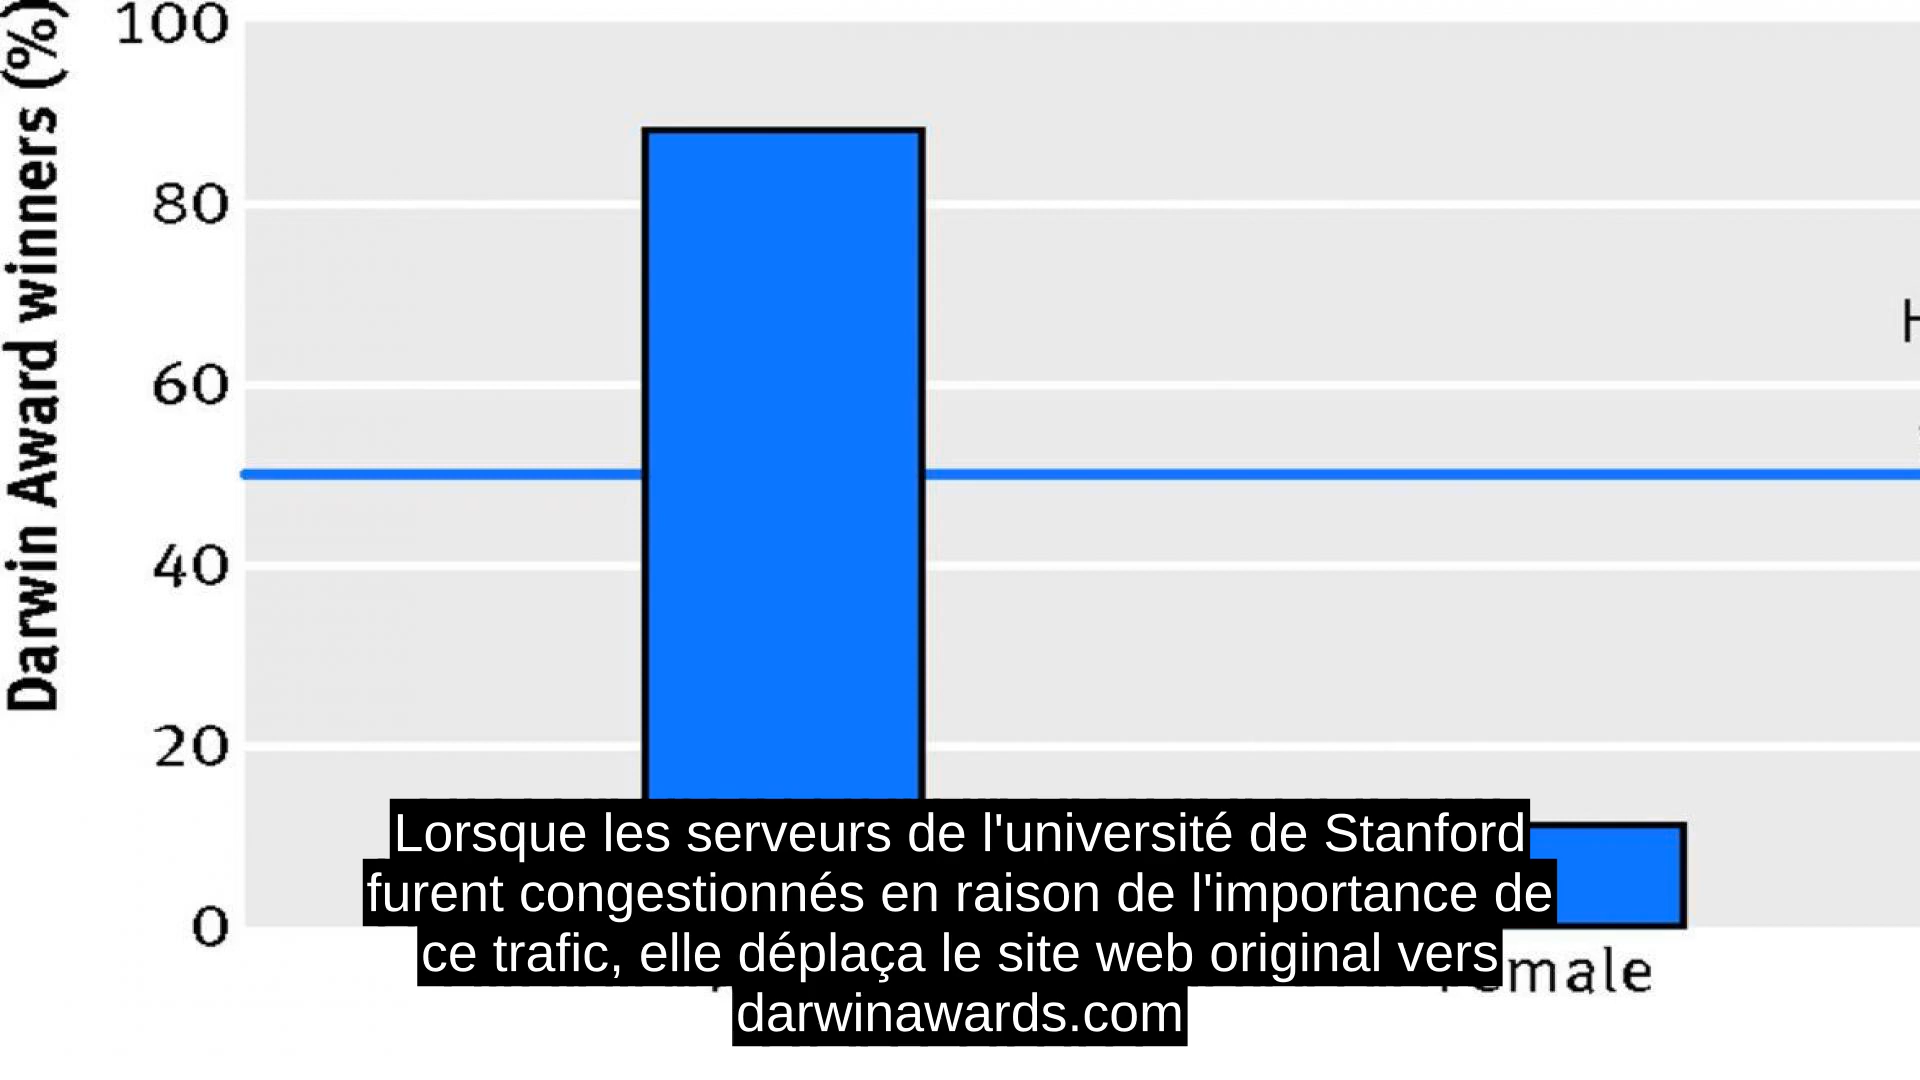 100
Darwin Award winners (%)
80
60
40
20
0
Lorsque les serveurs de l'université de Stanford
furent congestionnés en raison de l'importance de
ce trafic, elle déplaça le site web original vers
darwinawards.com